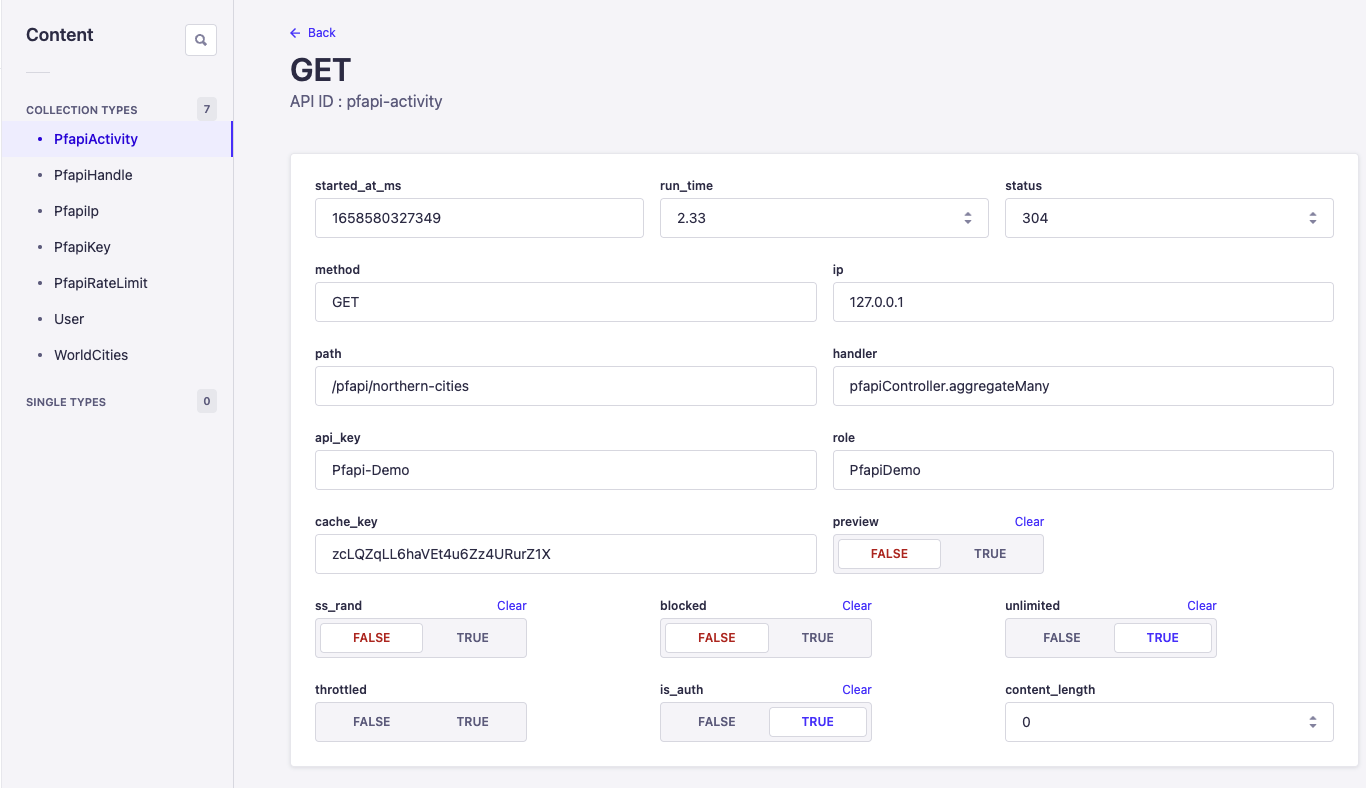 Content
COLLECTION TYPES 7
PfapiActivity
PfapiHandle
PfapiIp
PfapiKey
PfapiRateLimit
User
WorldCities
SINGLE TYPES 0
Back
GET
API ID : pfapi-activity
started_at_ms run_time status
1658580327349 2.33 304
method ip
GET 127.0.0.1
path handler
/pfapi/northern-cities pfapiController.aggregateMany
api_key role
Pfapi-Demo PfapiDemo
cache_key preview Clear
zcLQZqLL6haVEt4u6Zz4URurZ1X FALSE TRUE
ss_rand Clear blocked Clear unlimited Clear
FALSE TRUE FALSE TRUE FALSE TRUE
throttled is_auth Clear content_length
FALSE TRUE FALSE TRUE 0